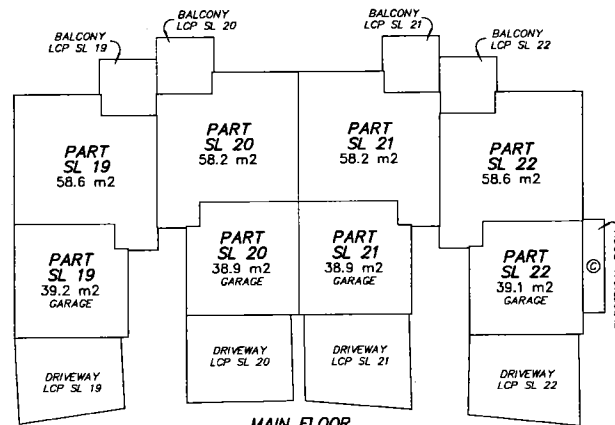 BALCONY
LCP SL 19
BALCONY
LCP SL 20
BALCONY
LCP SL 21
BALCONY
LCP SL 22
PART
SL 19
58.6 m2
PART
SL 20
58.2 m2
PART
SL 21
58.2 m2
PART
SL 22
58.6 m2
PART
SL 19
39.2 m2
GARAGE
PART
SL 20
38.9 m2
GARAGE
PART
SL 21
38.9 m2
GARAGE
PART
SL 22
39.1 m2
GARAGE
C
DRIVEWAY
LCP SL 19
DRIVEWAY
LCP SL 20
DRIVEWAY
LCP SL 21
DRIVEWAY
LCP SL 22
MAIN FLOOR